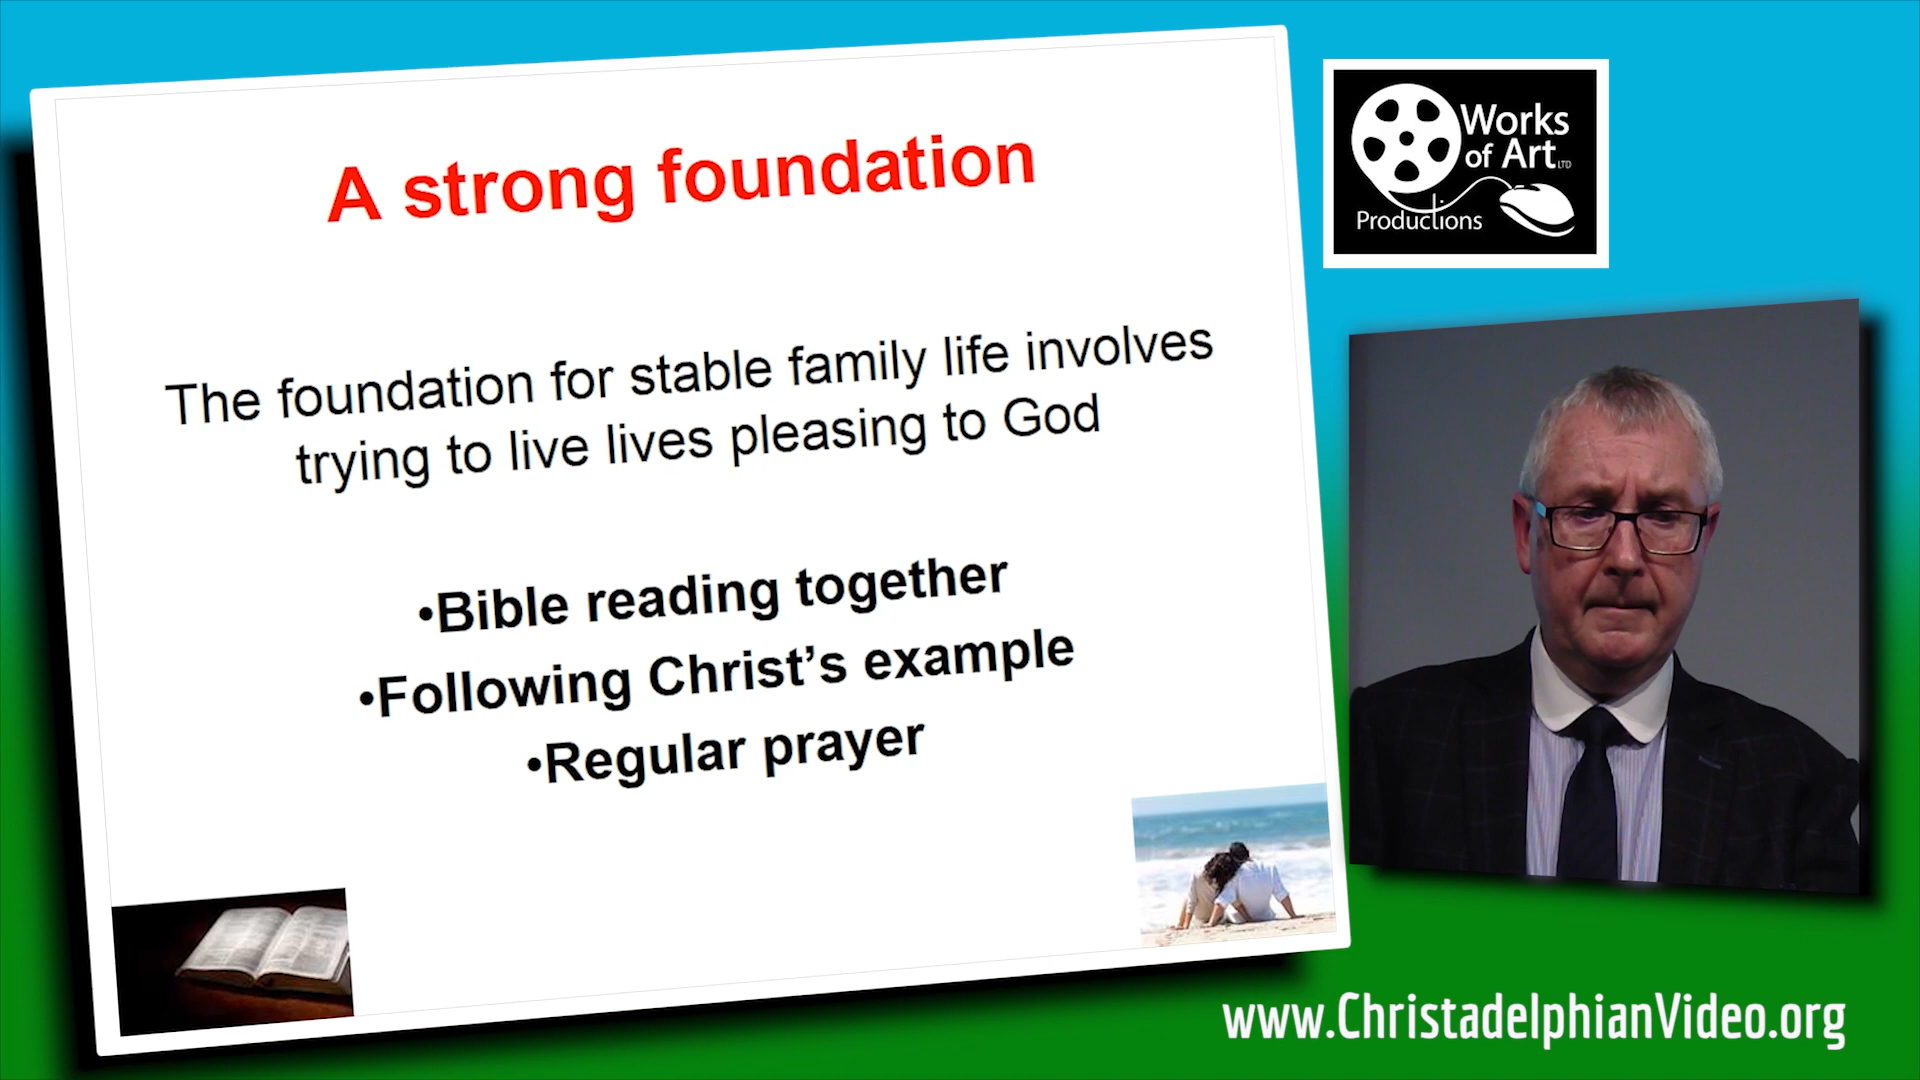 A strong foundation
The foundation for stable family life involves
trying to live lives pleasing to God
•Bible reading together
•Following Christ’s example
•Regular prayer
Works
of Art LTD
Productions
www.ChristadelphianVideo.org